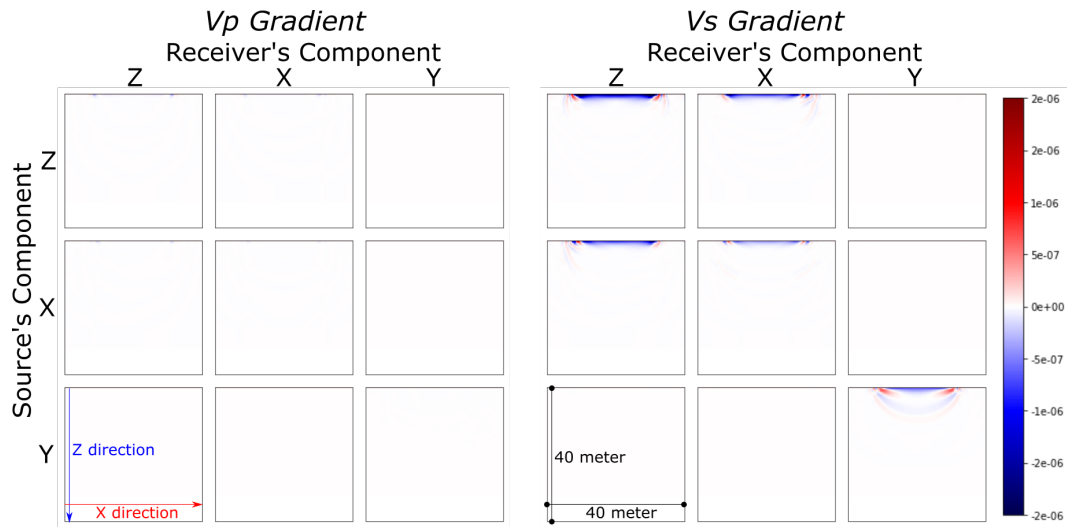 Vp Gradient
Receiver's Component
Z X Y
Vs Gradient
Receiver's Component
Z X Y
Source's Component
Z
X
Y
Z direction
X direction
40 meter
40 meter
2e-06
2e-06
1e-06
5e-07
0e+00
-5e-07
-1e-06
-2e-06
-2e-06